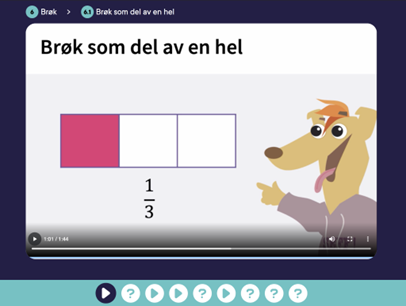 6 Brøk > 6.1 Brøk som del av en hel
Brøk som del av en hel
1
3
1:01 / 1:44
? ? ? ? ?